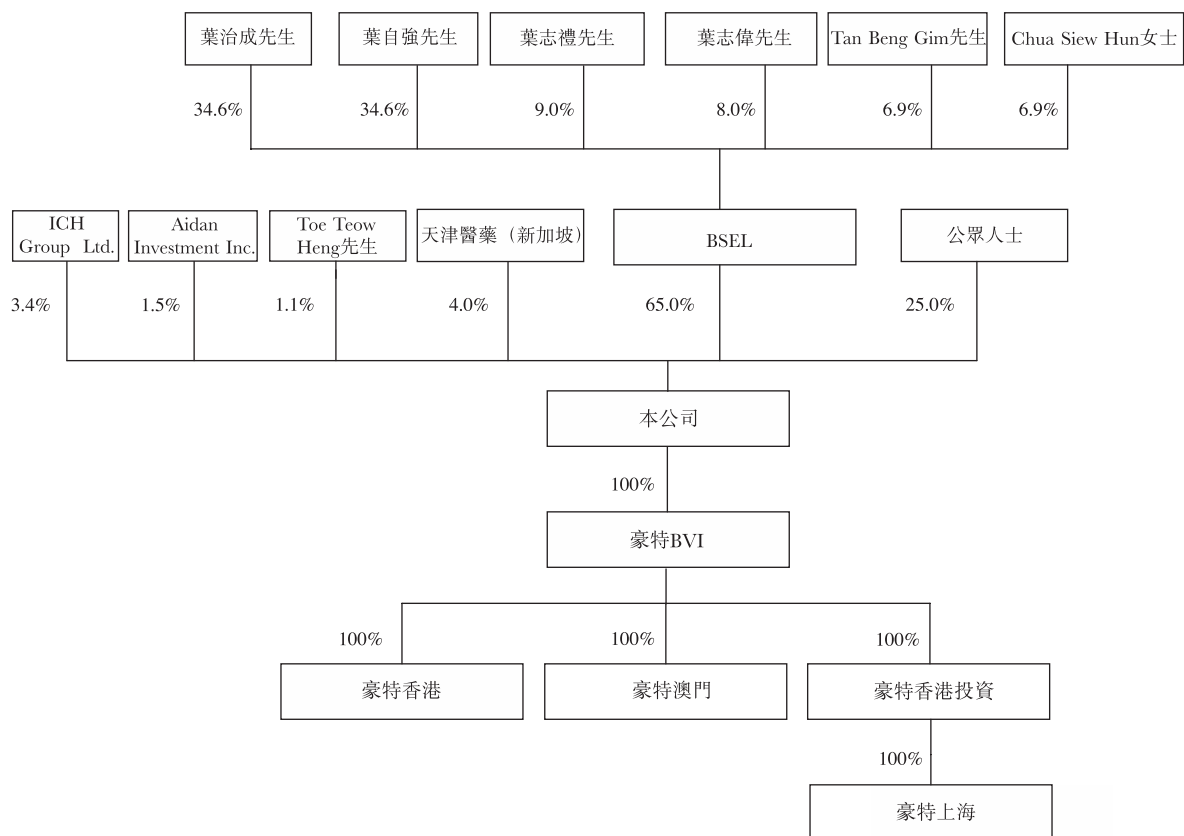 葉治成先生
葉自強先生
葉志禮先生
葉志偉先生
Tan Beng Gim先生
Chua Siew Hun女士
34.6%
34.6%
9.0%
8.0%
6.9%
6.9%
ICH
Group Ltd.
Aidan
Investment Inc.
Toe Teow
Heng先生
天津醫藥（新加坡）
BSEL
公眾人士
3.4%
1.5%
1.1%
4.0%
65.0%
25.0%
本公司
100%
豪特BVI
100%
100%
100%
豪特香港
豪特澳門
豪特香港投資
100%
豪特上海